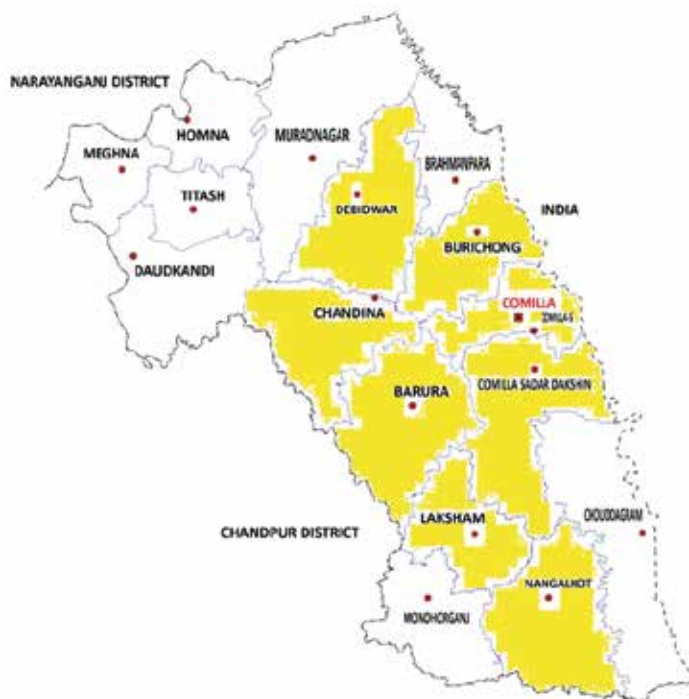 NARAYANGANJ DISTRICT
HOMNA
MURADNAGAR
MEGHNA
BRAHMANPARA
TITASH
DEBIDWAR
INDIA
BURICHONG
DAUDKANDI
COMILLA
CHANDINA
COMILLA SADAR DAKSHIN
BARURA
LAKSHAM
CHOUDDAGRAM
CHANDPUR DISTRICT
NANGALKOT
MONOHORGANJ